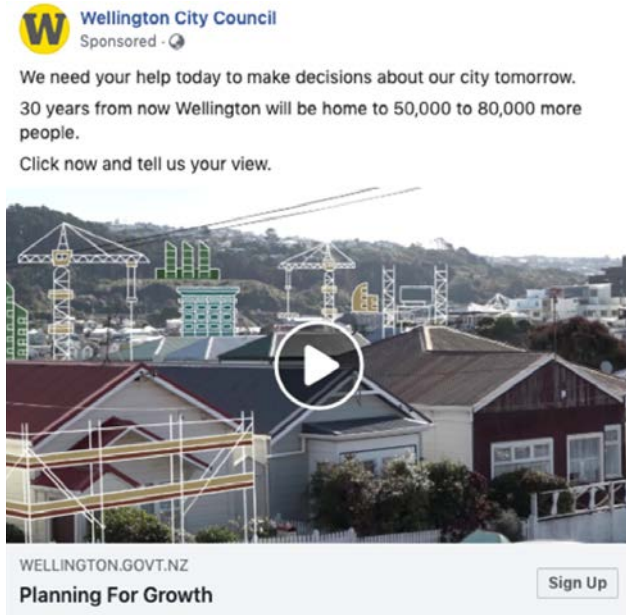 W
Wellington City Council
Sponsored ·
We need your help today to make decisions about our city tomorrow.
30 years from now Wellington will be home to 50,000 to 80,000 more
people.
Click now and tell us your view.
WELLINGTON.GOVT.NZ
Planning For Growth
Sign Up